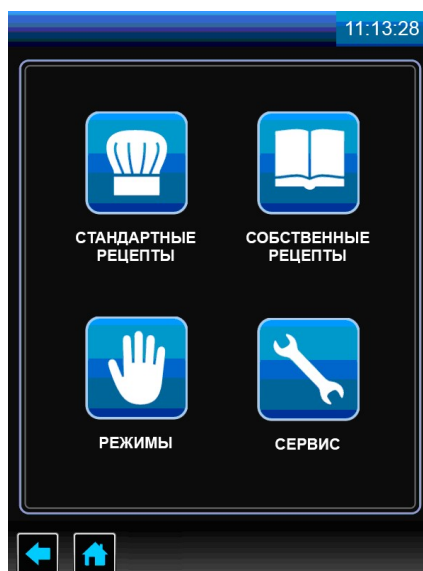 11:13:28
СТАНДАРТНЫЕ
РЕЦЕПТЫ
СОБСТВЕННЫЕ
РЕЦЕПТЫ
РЕЖИМЫ
СЕРВИС